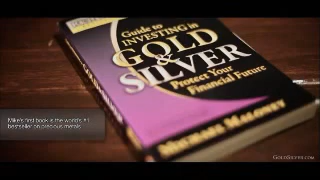 Guide to
INVESTING in
GOLD
& SILVER
Protect Your
Financial Future
MICHAEL MALONEY
Mike's first book is the world's #1
bestseller on precious metals
GOLDSILVER.COM